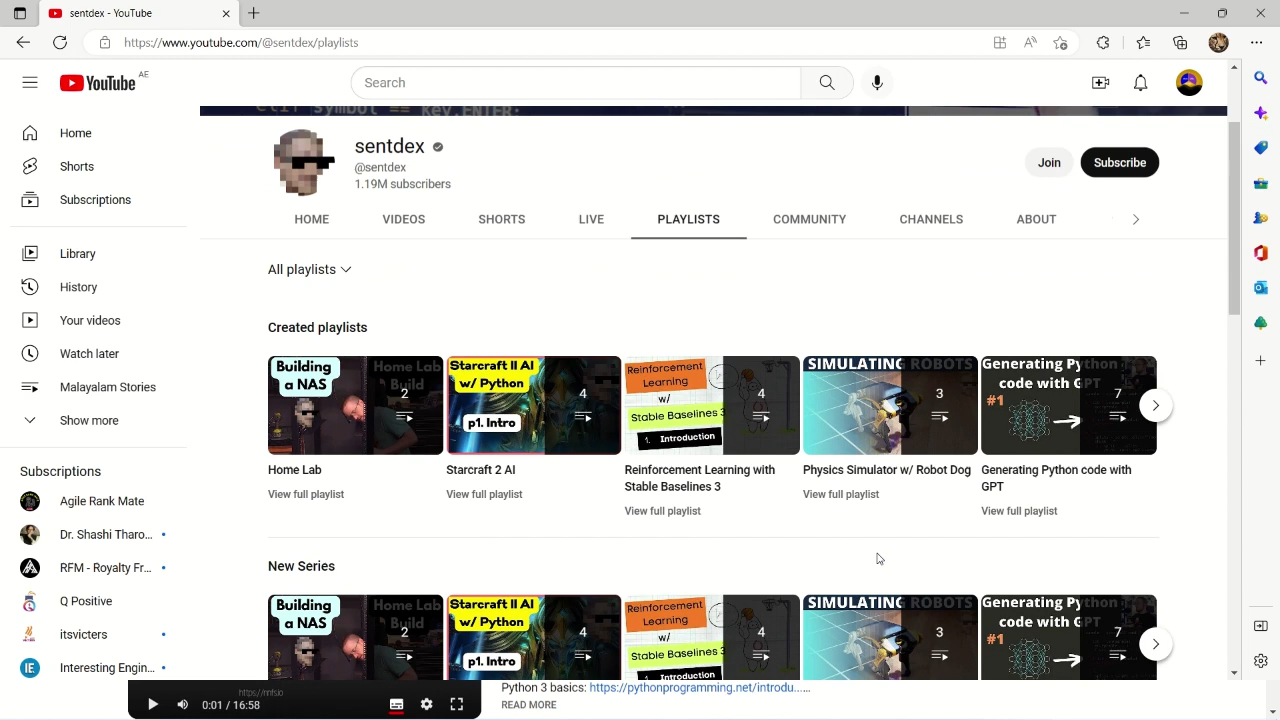 sentdex - YouTube
https://www.youtube.com/@sentdex/playlists
YouTube AE
Search
Symbol == Key.ENTER:
sentdex
@sentdex
1.19M subscribers
Join
Subscribe
HOME
VIDEOS
SHORTS
LIVE
PLAYLISTS
COMMUNITY
CHANNELS
ABOUT
Home
Shorts
Subscriptions
Library
History
Your videos
Watch later
Malayalam Stories
Show more
Subscriptions
Agile Rank Mate
Dr. Shashi Tharo...
RFM - Royalty Fr...
Q Positive
itsvicters
Interesting Engin...
All playlists
Created playlists
Building
a NAS
Home Lab
Build
2
Home Lab
View full playlist
Starcraft II AI
w/ Python
p1. Intro
4
Starcraft 2 AI
View full playlist
Reinforcement
Learning
w/
Stable Baselines 3
1. Introduction
4
Reinforcement Learning with
Stable Baselines 3
View full playlist
SIMULATING ROBOTS
3
Physics Simulator w/ Robot Dog
View full playlist
Generating Python
code with GPT
#1
7
Generating Python code with
GPT
View full playlist
New Series
Building
a NAS
Home Lab
Build
2
Starcraft II AI
w/ Python
p1. Intro
4
Reinforcement
Learning
w/
Stable Baselines 3
1. Introduction
4
SIMULATING ROBOTS
3
Generating Python
code with GPT
#1
7
https://nnfs.io
0:01 / 16:58
Python 3 basics: https://pythonprogramming.net/introdu......
READ MORE